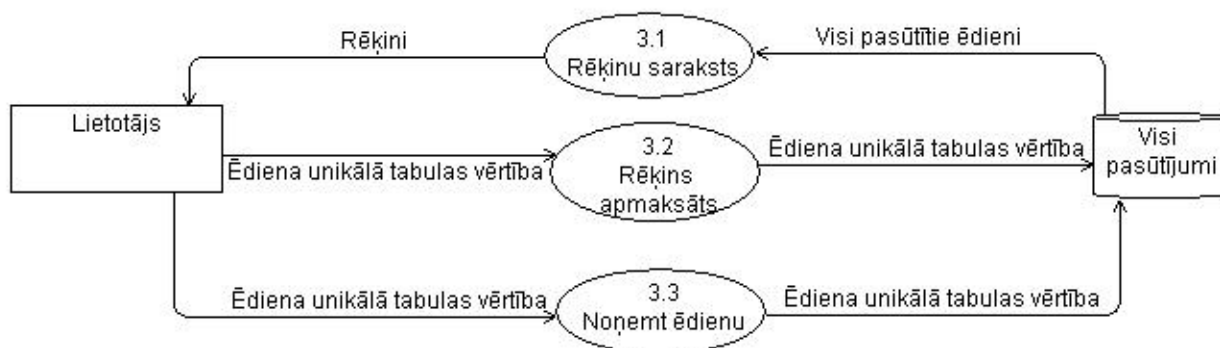 Rēķini
3.1
Rēķinu saraksts
Visi pasūtītie ēdieni
Lietotājs
Ēdiena unikālā tabulas vērtība
3.2
Rēķins
apmaksāts
Ēdiena unikālā tabulas vērtība
Visi
pasūtījumi
Ēdiena unikālā tabulas vērtība
3.3
Noņemt ēdienu
Ēdiena unikālā tabulas vērtība